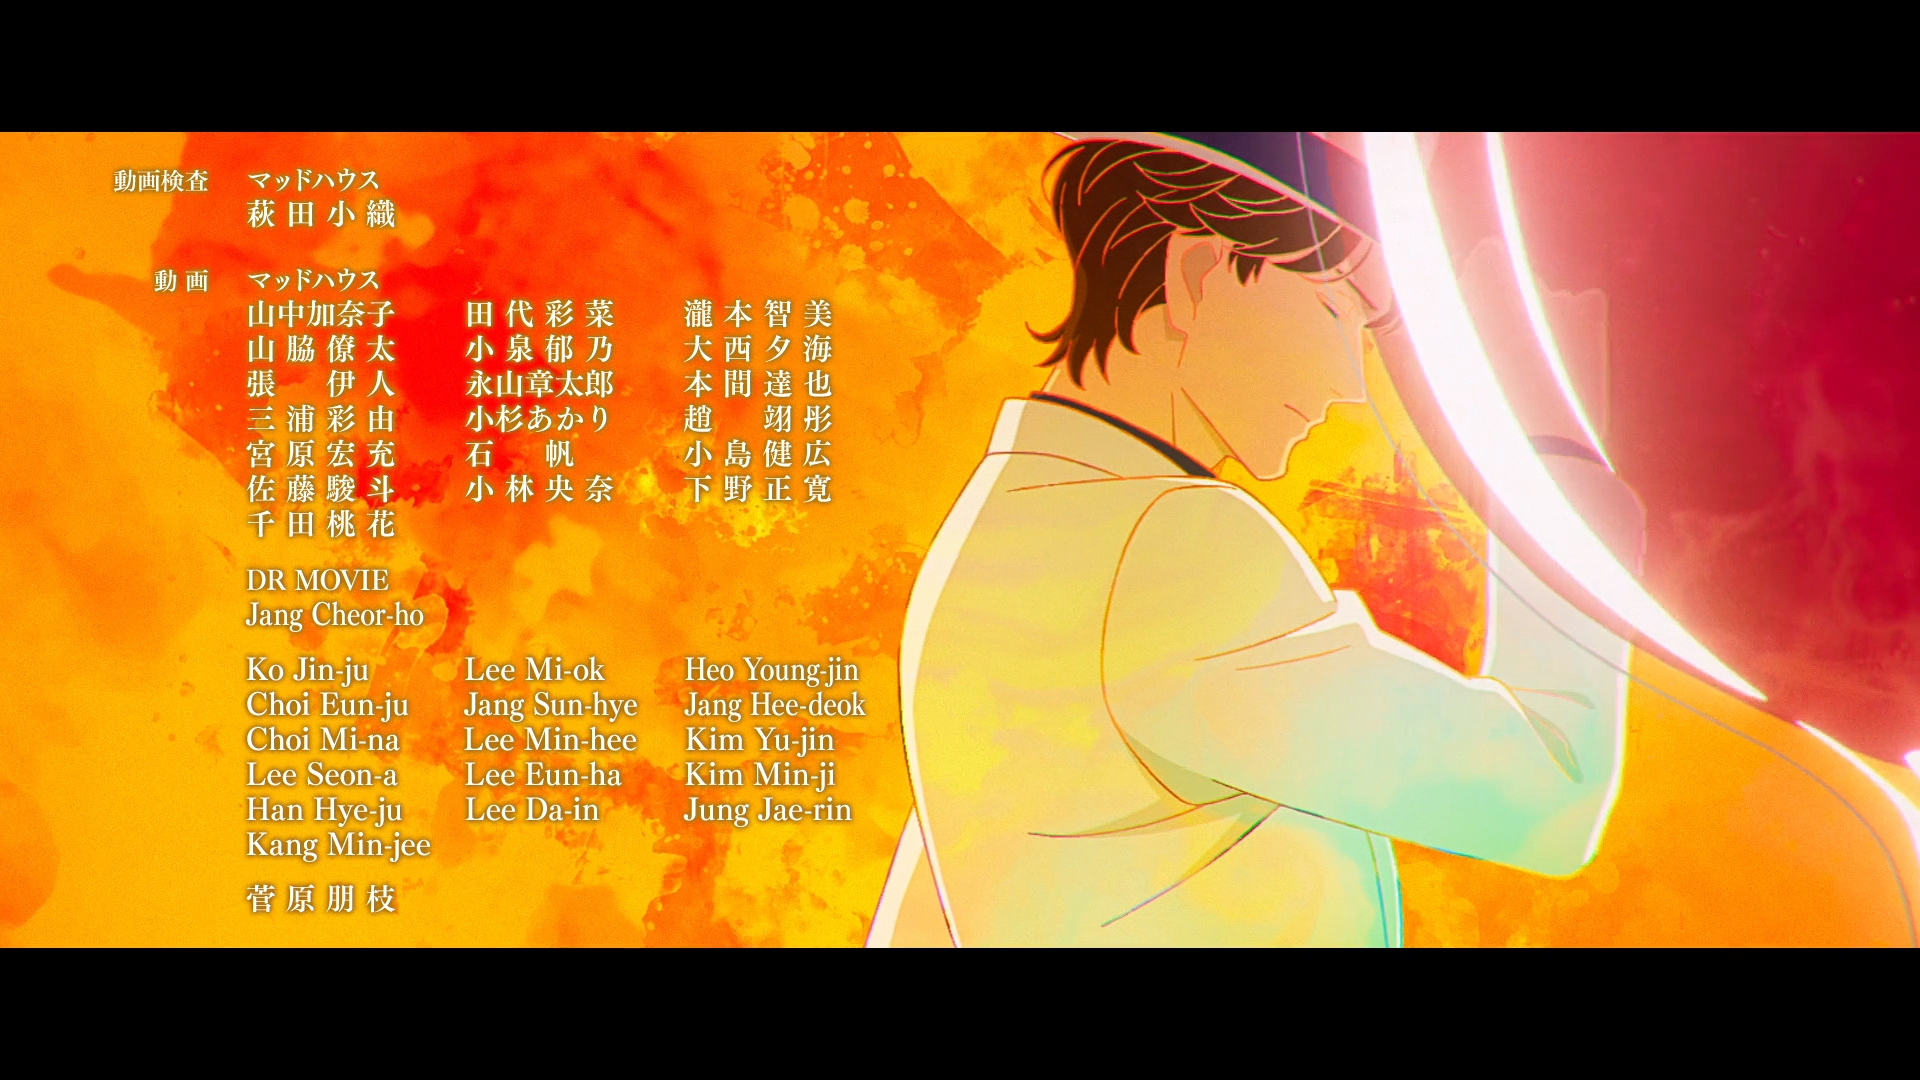 動画検査 マッドハウス
萩田小織
動画 マッドハウス
山中加奈子 田代彩菜 瀧本智美
山脇僚太 小泉郁乃 大西夕海
張伊人 永山章太郎 本間達也
三浦彩由 小杉あかり 趙翊彤
宮原宏充 石帆 小島健広
佐藤駿斗 小林央奈 下野正寛
千田桃花
DR MOVIE
Jang Cheor-ho
Ko Jin-ju Lee Mi-ok Heo Young-jin
Choi Eun-ju Jang Sun-hye Jang Hee-deok
Choi Mi-na Lee Min-hee Kim Yu-jin
Lee Seon-a Lee Eun-ha Kim Min-ji
Han Hye-ju Lee Da-in Jung Jae-rin
Kang Min-jee
菅原朋枝